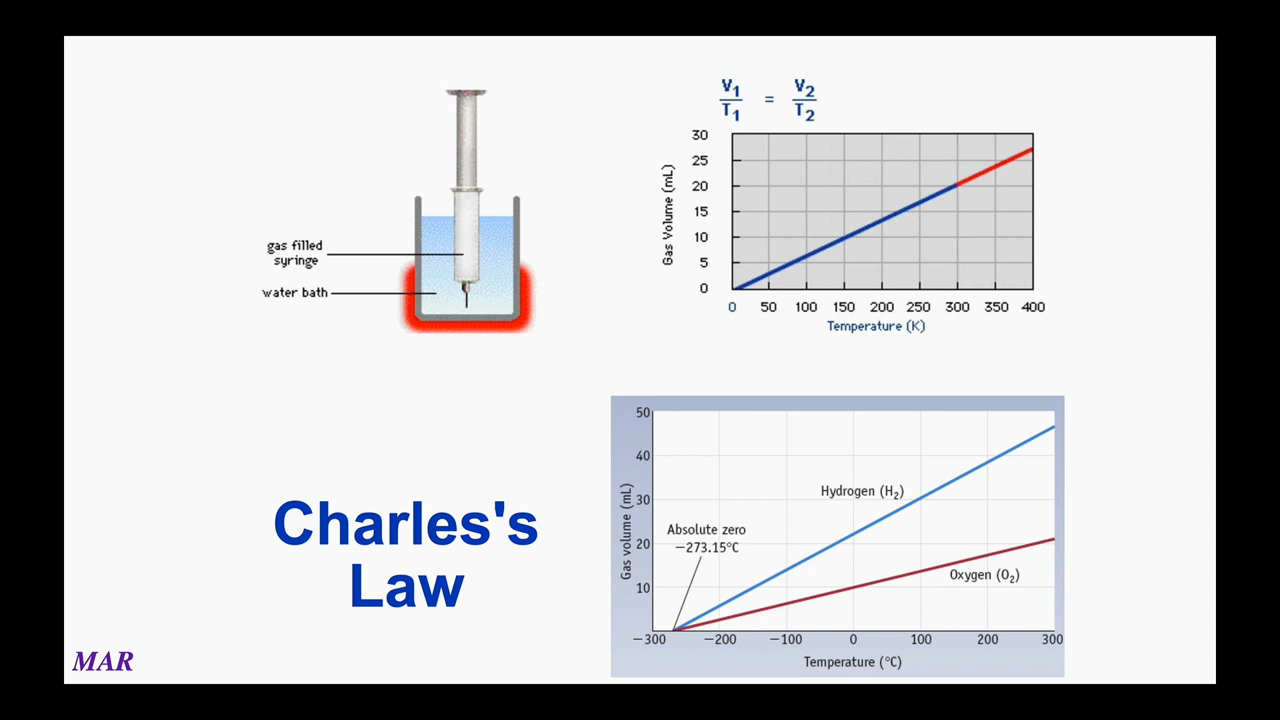 gas filled
syringe
water bath
V1
T1
=
V2
T2
Gas Volume (mL)
30
25
20
15
10
5
0
0 50 100 150 200 250 300 350 400
Temperature (K)
Charles's
Law
Gas volume (mL)
50
40
30
20
10
Hydrogen (H2)
Absolute zero
−273.15°C
Oxygen (O2)
−300 −200 −100 0 100 200 300
Temperature (°C)
MAR